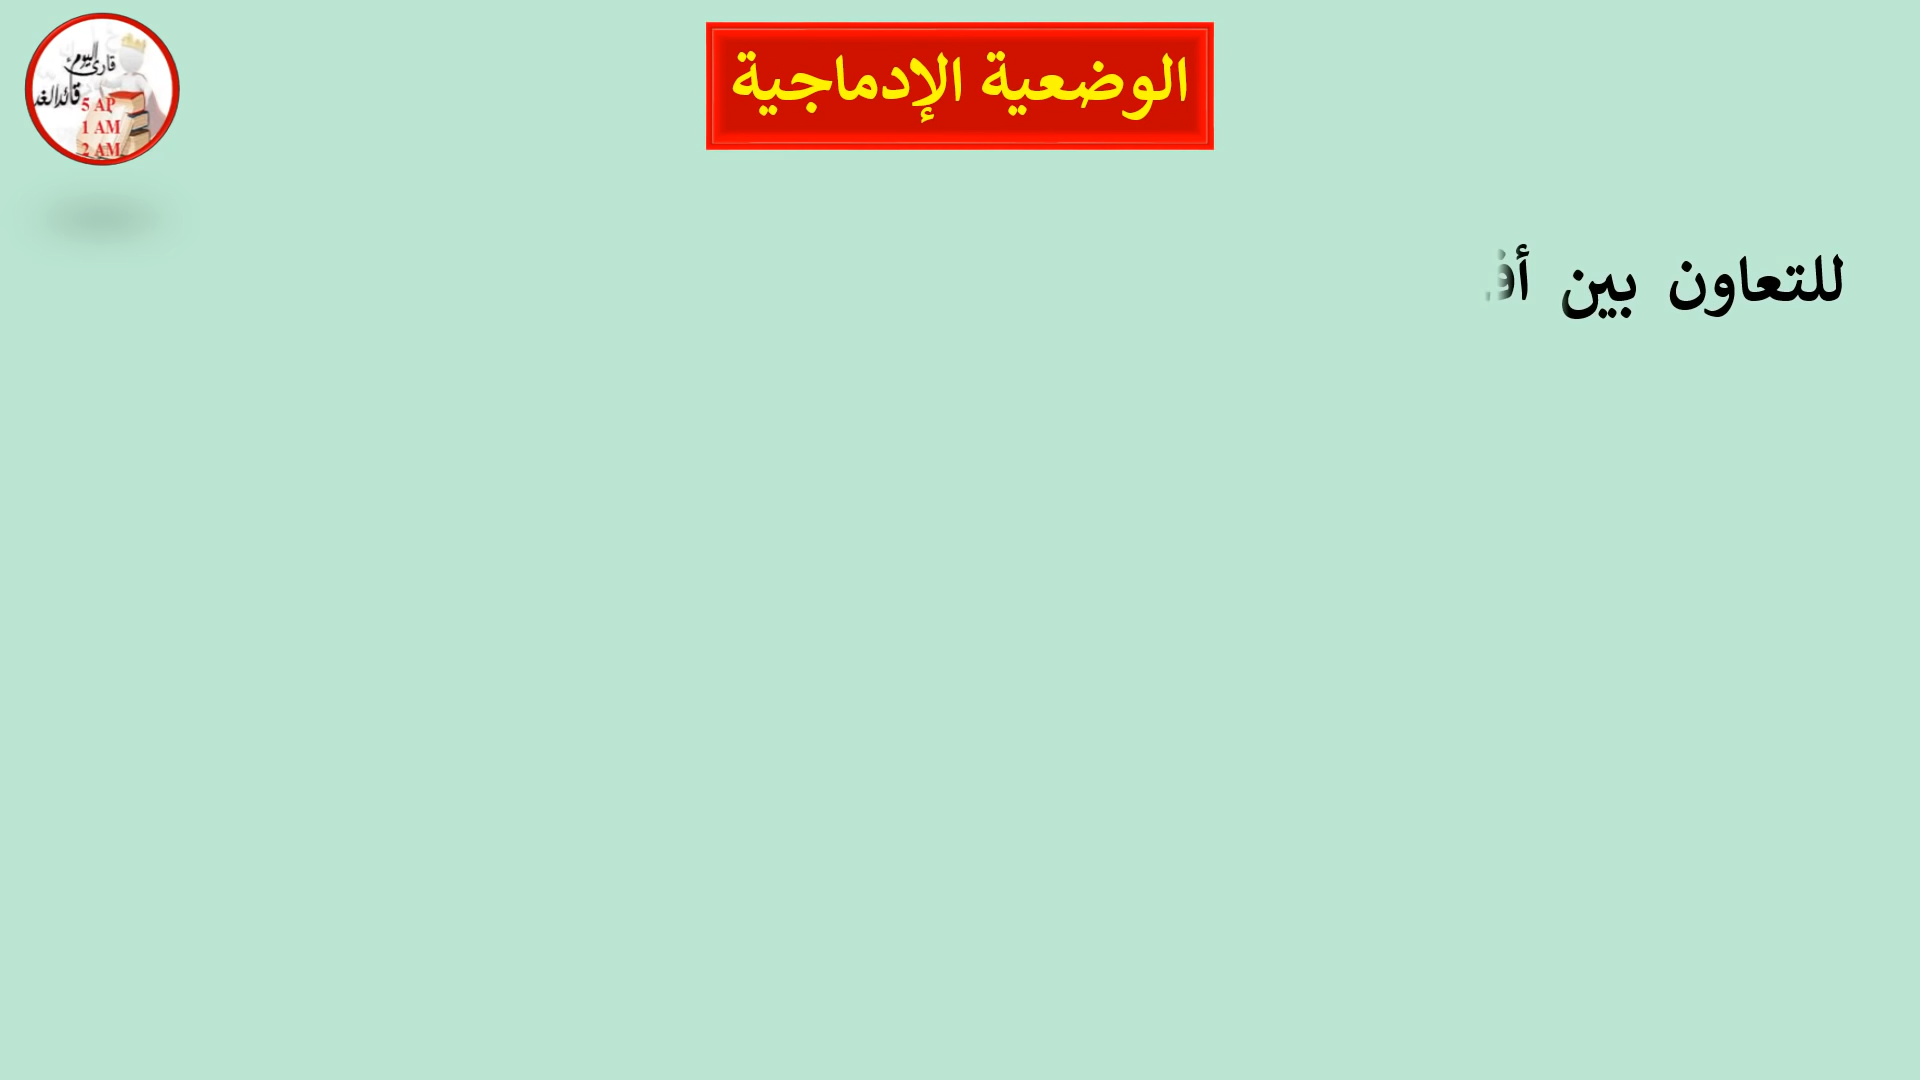 الوضعية الإدماجية
قارئ اليوم
قائد الغد
5 AP
1 AM
2 AM
للتعاون بين